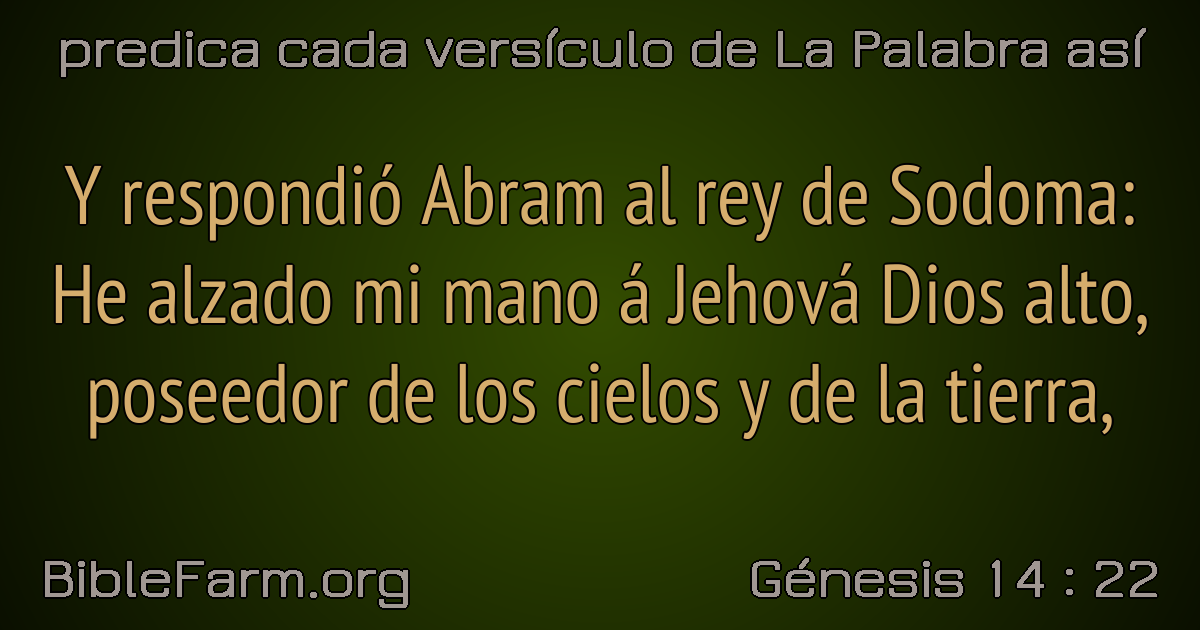 predica cada versículo de La Palabra así
Y respondió Abram al rey de Sodoma:
He alzado mi mano á Jehová Dios alto,
poseedor de los cielos y de la tierra,
BibleFarm.org
Génesis 14 : 22